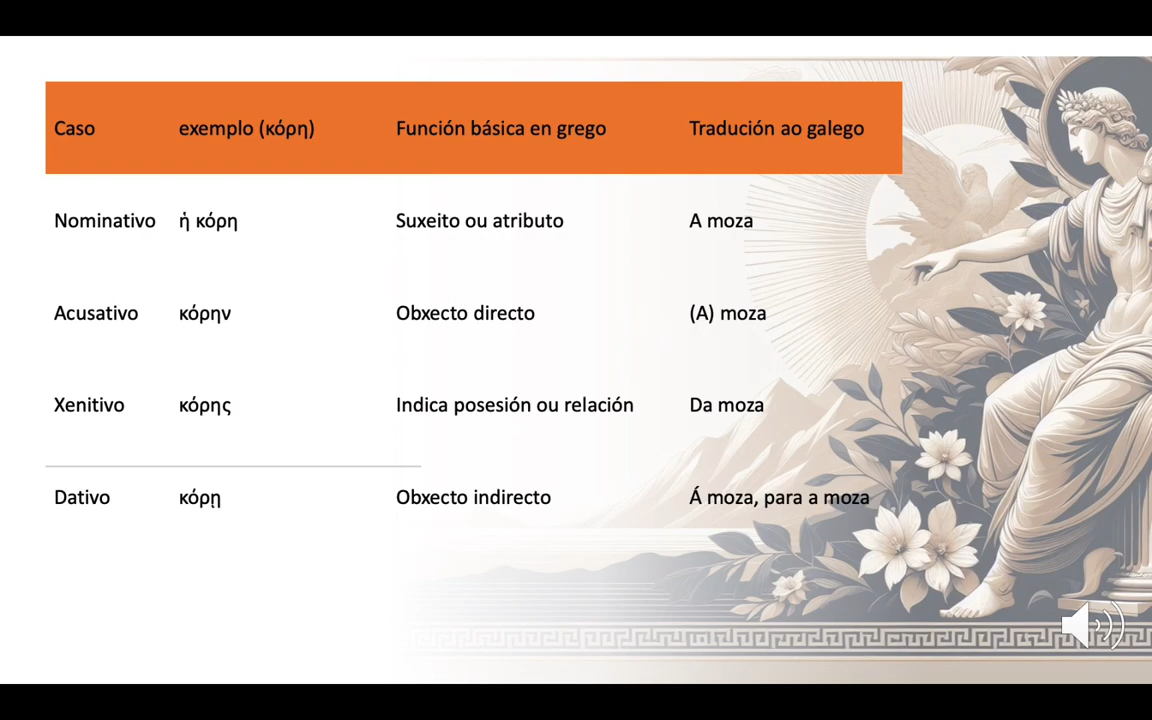 Caso exemplo (κόρη) Función básica en grego Tradución ao galego
Nominativo ἡ κόρη Suxeito ou atributo A moza
Acusativo κόρην Obxecto directo (A) moza
Xenitivo κόρης Indica posesión ou relación Da moza
Dativo κόρῃ Obxecto indirecto Á moza, para a moza